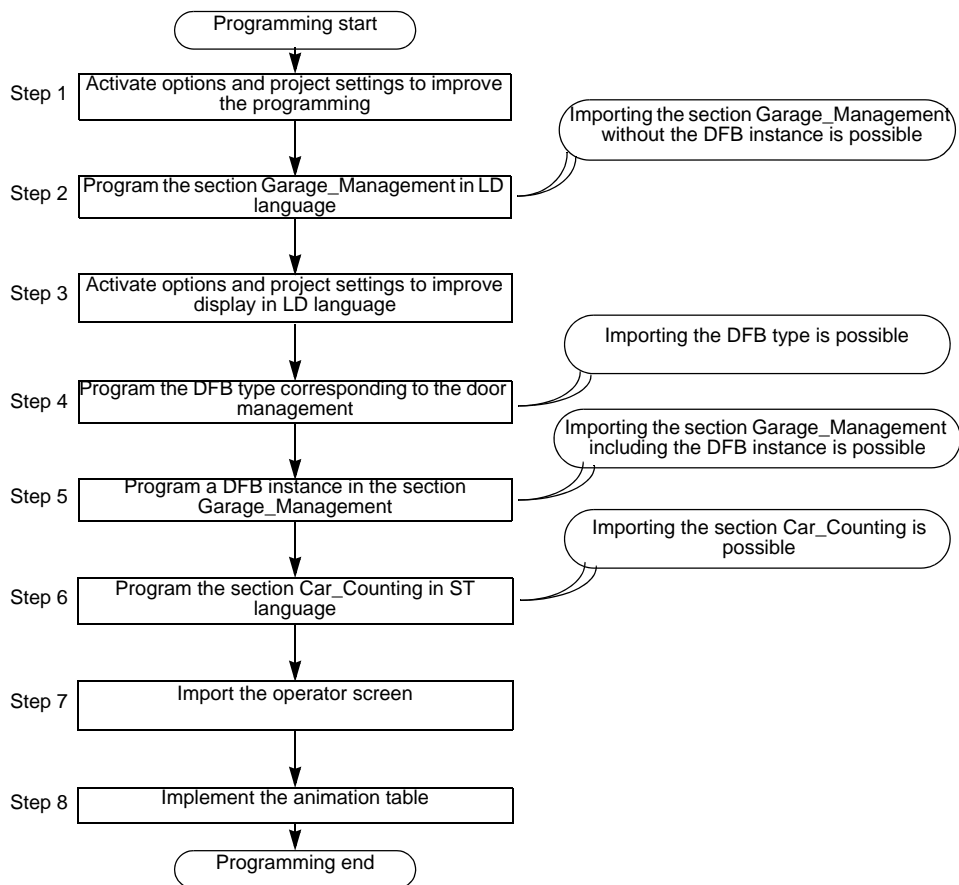 Programming start
Step 1
Activate options and project settings to improve
the programming
Importing the section Garage_Management
without the DFB instance is possible
Step 2
Program the section Garage_Management in LD
language
Step 3
Activate options and project settings to improve
display in LD language
Importing the DFB type is possible
Step 4
Program the DFB type corresponding to the door
management
Importing the section Garage_Management
including the DFB instance is possible
Step 5
Program a DFB instance in the section
Garage_Management
Importing the section Car_Counting is
possible
Step 6
Program the section Car_Counting in ST
language
Step 7
Import the operator screen
Step 8
Implement the animation table
Programming end